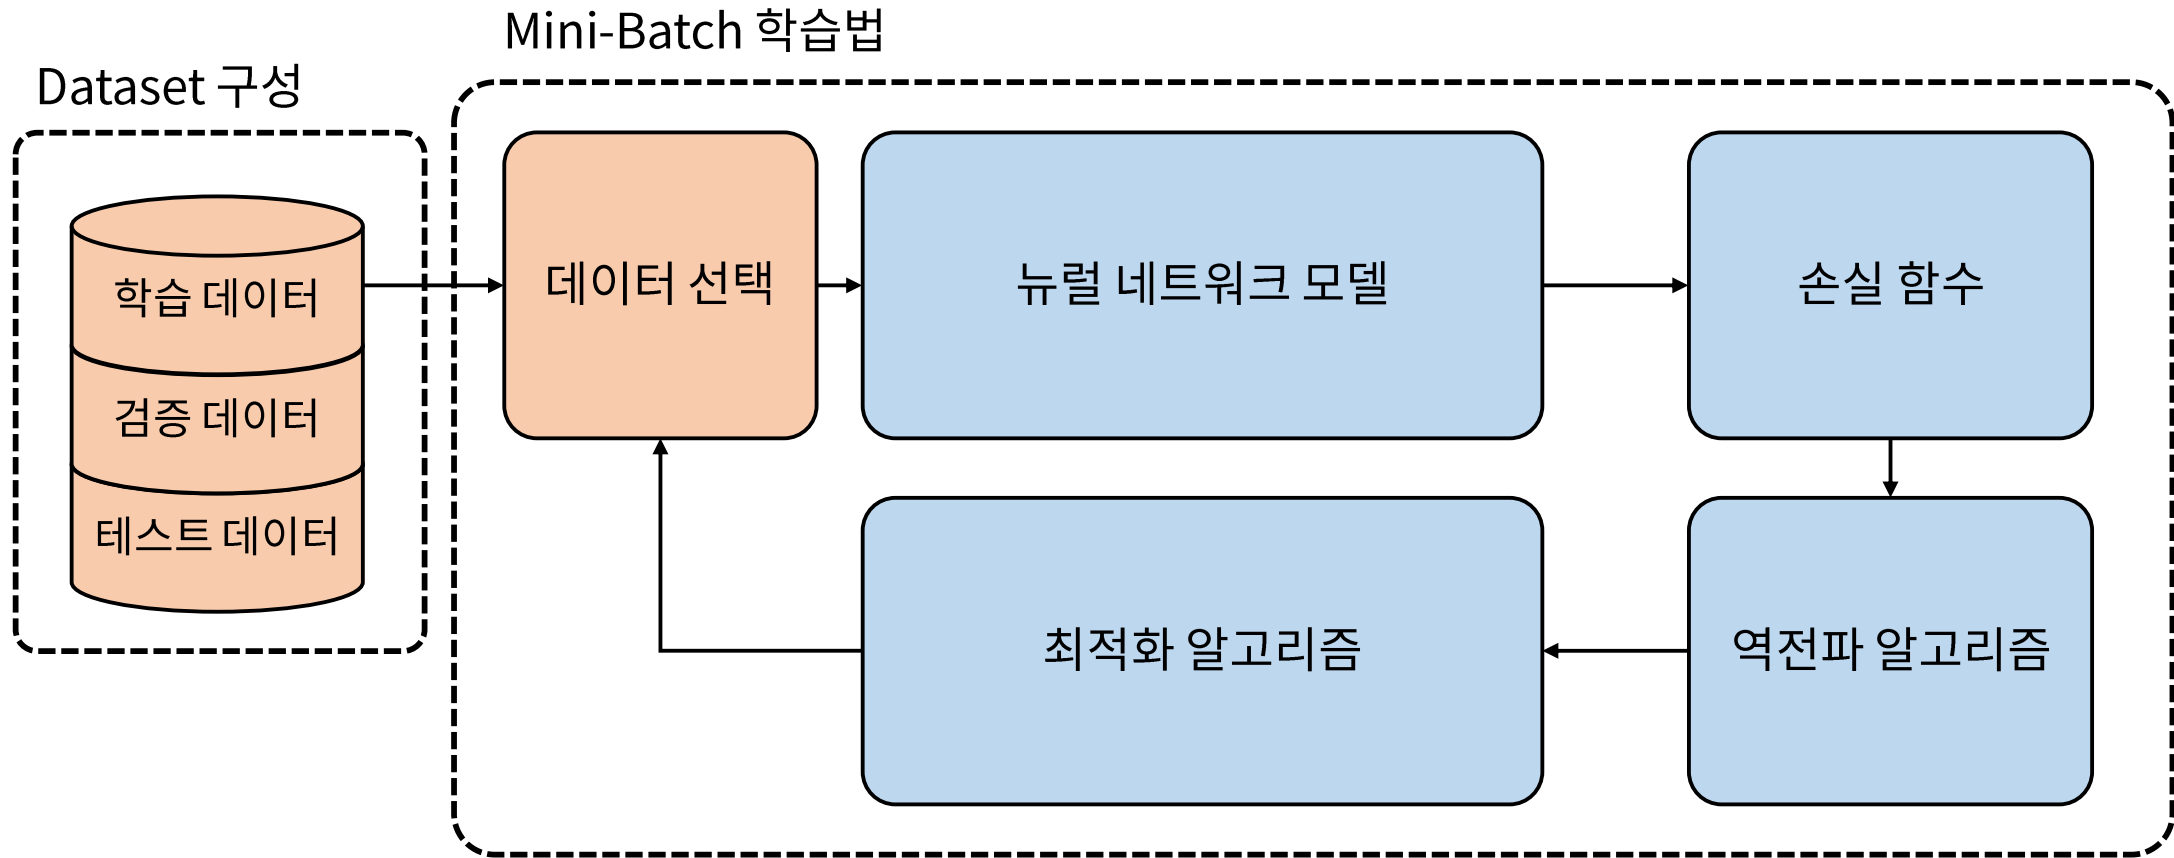 Mini-Batch 학습법
Dataset 구성
학습 데이터
검증 데이터
테스트 데이터
데이터 선택
뉴럴 네트워크 모델
손실 함수
최적화 알고리즘
역전파 알고리즘